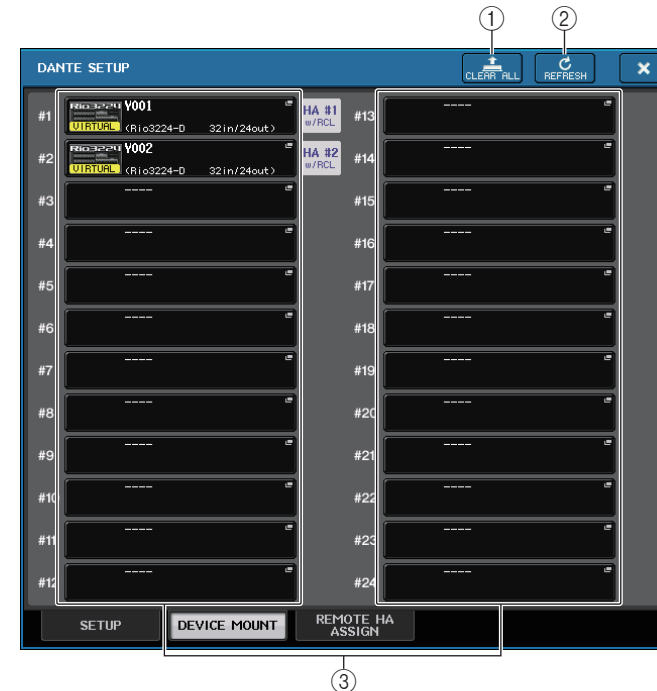 ① ②
DANTE SETUP
CLEAR ALL
REFRESH
#1 Rio3224 VIRTUAL Y001 (Rio3224-D 32in/24out) HA #1 w/RCL
#13 ----
#2 Rio3224 VIRTUAL Y002 (Rio3224-D 32in/24out) HA #2 w/RCL
#14 ----
#3 ----
#15 ----
#4 ----
#16 ----
#5 ----
#17 ----
#6 ----
#18 ----
#7 ----
#19 ----
#8 ----
#20 ----
#9 ----
#21 ----
#10 ----
#22 ----
#11 ----
#23 ----
#12 ----
#24 ----
SETUP
DEVICE MOUNT
REMOTE HA
ASSIGN
③